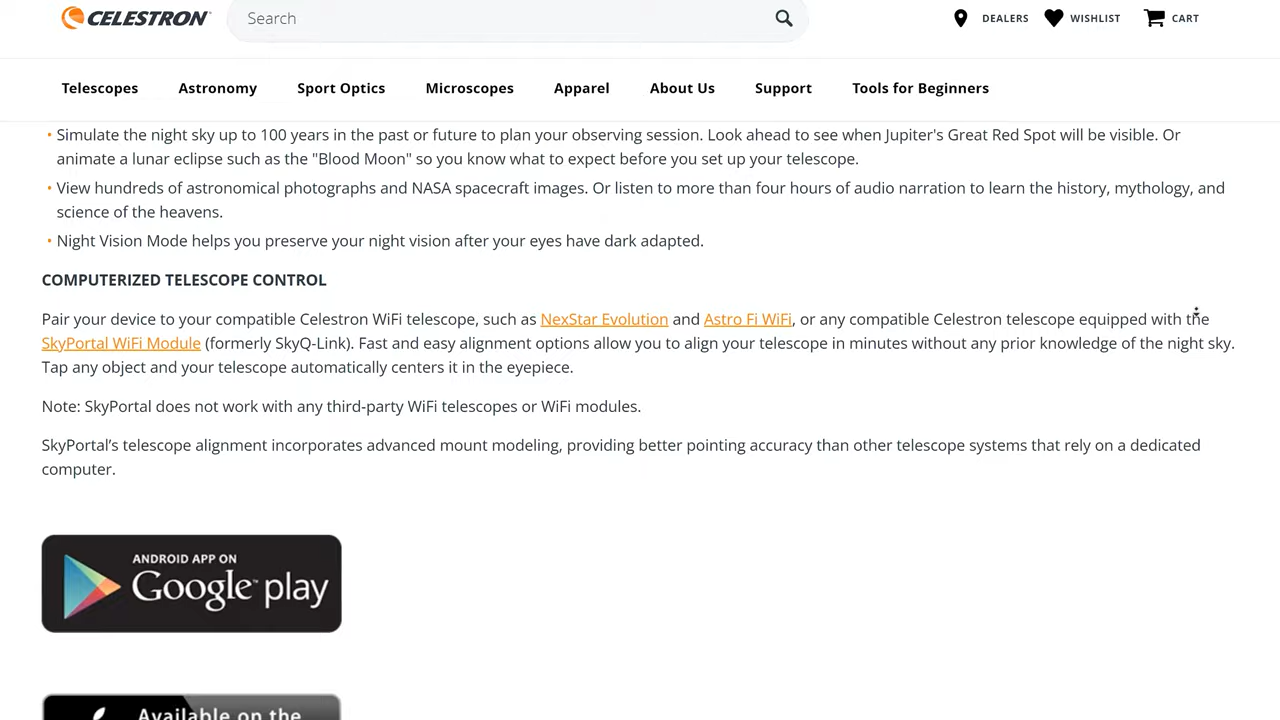 CELESTRON
Search
DEALERS
WISHLIST
CART
Telescopes
Astronomy
Sport Optics
Microscopes
Apparel
About Us
Support
Tools for Beginners
• Simulate the night sky up to 100 years in the past or future to plan your observing session. Look ahead to see when Jupiter's Great Red Spot will be visible. Or
animate a lunar eclipse such as the "Blood Moon" so you know what to expect before you set up your telescope.
• View hundreds of astronomical photographs and NASA spacecraft images. Or listen to more than four hours of audio narration to learn the history, mythology, and
science of the heavens.
• Night Vision Mode helps you preserve your night vision after your eyes have dark adapted.
COMPUTERIZED TELESCOPE CONTROL
Pair your device to your compatible Celestron WiFi telescope, such as NexStar Evolution and Astro Fi WiFi, or any compatible Celestron telescope equipped with the
SkyPortal WiFi Module (formerly SkyQ-Link). Fast and easy alignment options allow you to align your telescope in minutes without any prior knowledge of the night sky.
Tap any object and your telescope automatically centers it in the eyepiece.
Note: SkyPortal does not work with any third-party WiFi telescopes or WiFi modules.
SkyPortal’s telescope alignment incorporates advanced mount modeling, providing better pointing accuracy than other telescope systems that rely on a dedicated
computer.
ANDROID APP ON
Google play
Available on the